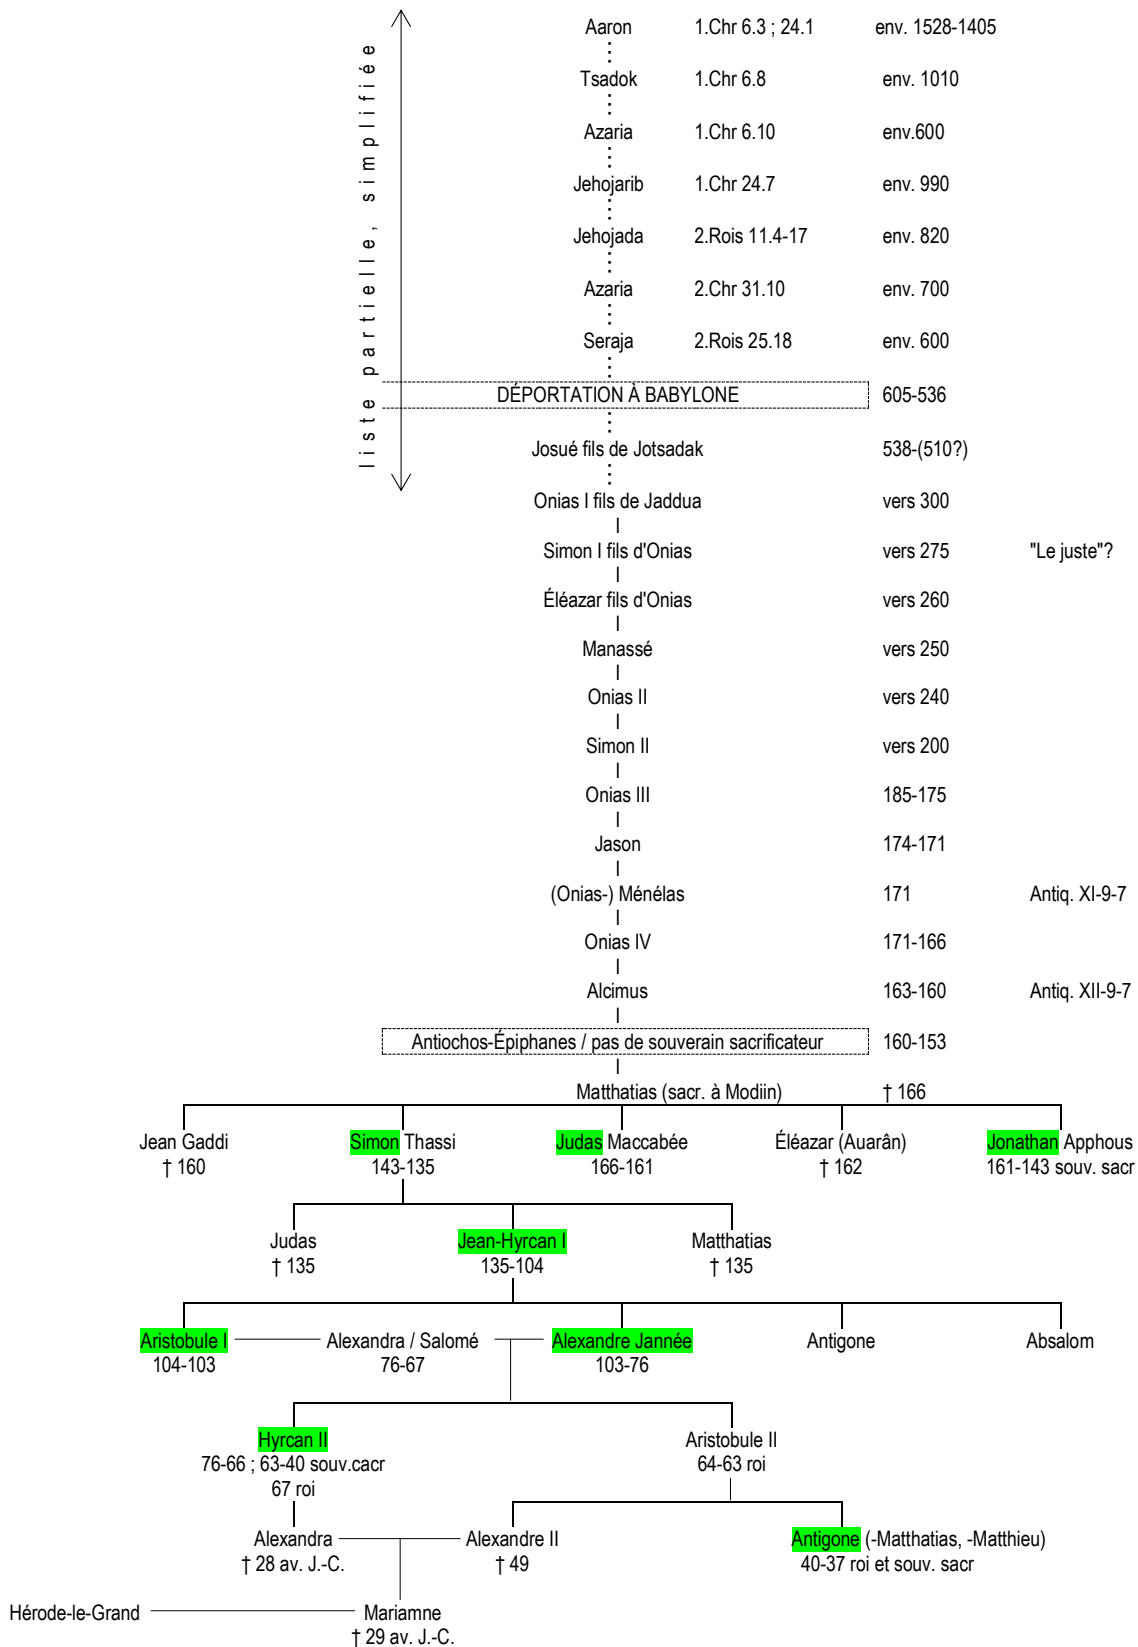 liste partielle, simplifiée
Aaron 1.Chr 6.3 ; 24.1 env. 1528-1405
Tsadok 1.Chr 6.8 env. 1010
Azaria 1.Chr 6.10 env.600
Jehojarib 1.Chr 24.7 env. 990
Jehojada 2.Rois 11.4-17 env. 820
Azaria 2.Chr 31.10 env. 700
Seraja 2.Rois 25.18 env. 600
DÉPORTATION À BABYLONE 605-536
Josué fils de Jotsadak 538-(510?)
Onias I fils de Jaddua vers 300
Simon I fils d'Onias vers 275 "Le juste"?
Éléazar fils d'Onias vers 260
Manassé vers 250
Onias II vers 240
Simon II vers 200
Onias III 185-175
Jason 174-171
(Onias-) Ménélas 171 Antiq. XI-9-7
Onias IV 171-166
Alcimus 163-160 Antiq. XII-9-7
Antiochos-Épiphanes / pas de souverain sacrificateur 160-153
Matthatias (sacr. à Modiin) † 166
Jean Gaddi Simon Thassi Judas Maccabée Éléazar (Auarân) Jonathan Apphous
† 160 143-135 166-161 † 162 161-143 souv. sacr
Judas Jean-Hyrcan I Matthatias
† 135 135-104 † 135
Aristobule I Alexandra / Salomé Alexandre Jannée Antigone Absalom
104-103 76-67 103-76
Hyrcan II Aristobule II
76-66 ; 63-40 souv.cacr 64-63 roi
67 roi
Alexandra Alexandre II Antigone (-Matthatias, -Matthieu)
† 28 av. J.-C. † 49 40-37 roi et souv. sacr
Hérode-le-Grand Mariamne
† 29 av. J.-C.